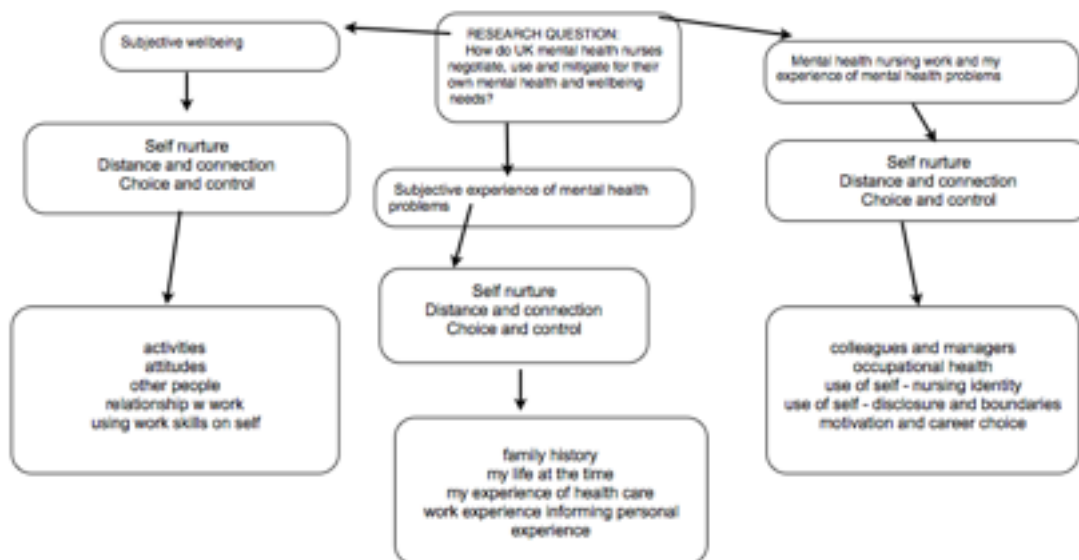 Subjective wellbeing
RESEARCH QUESTION:
How do UK mental health nurses
negotiate, use and mitigate for their
own mental health and wellbeing
needs?
Mental health nursing work and my
experience of mental health problems
Self nurture
Distance and connection
Choice and control
Subjective experience of mental health
problems
Self nurture
Distance and connection
Choice and control
Self nurture
Distance and connection
Choice and control
activities
attitudes
other people
relationship w work
using work skills on self
family history
my life at the time
my experience of health care
work experience informing personal
experience
colleagues and managers
occupational health
use of self - nursing identity
use of self - disclosure and boundaries
motivation and career choice